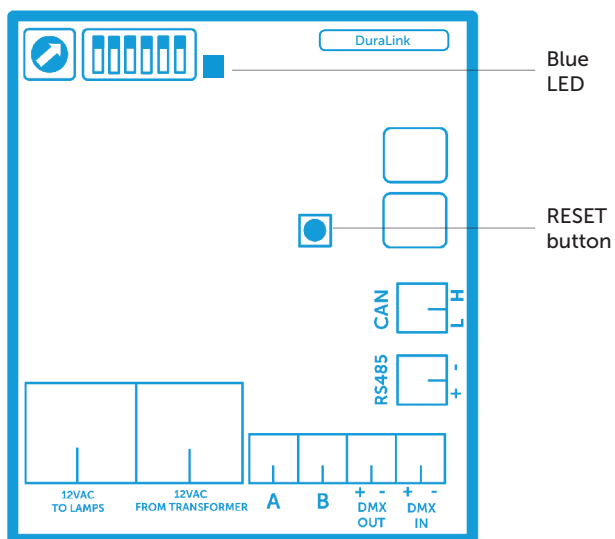 DuraLink
Blue
LED
RESET
button
CAN
H
L
RS485
-
+
12VAC
TO LAMPS
12VAC
FROM TRANSFORMER
A
B
+ -
DMX
OUT
+ -
DMX
IN